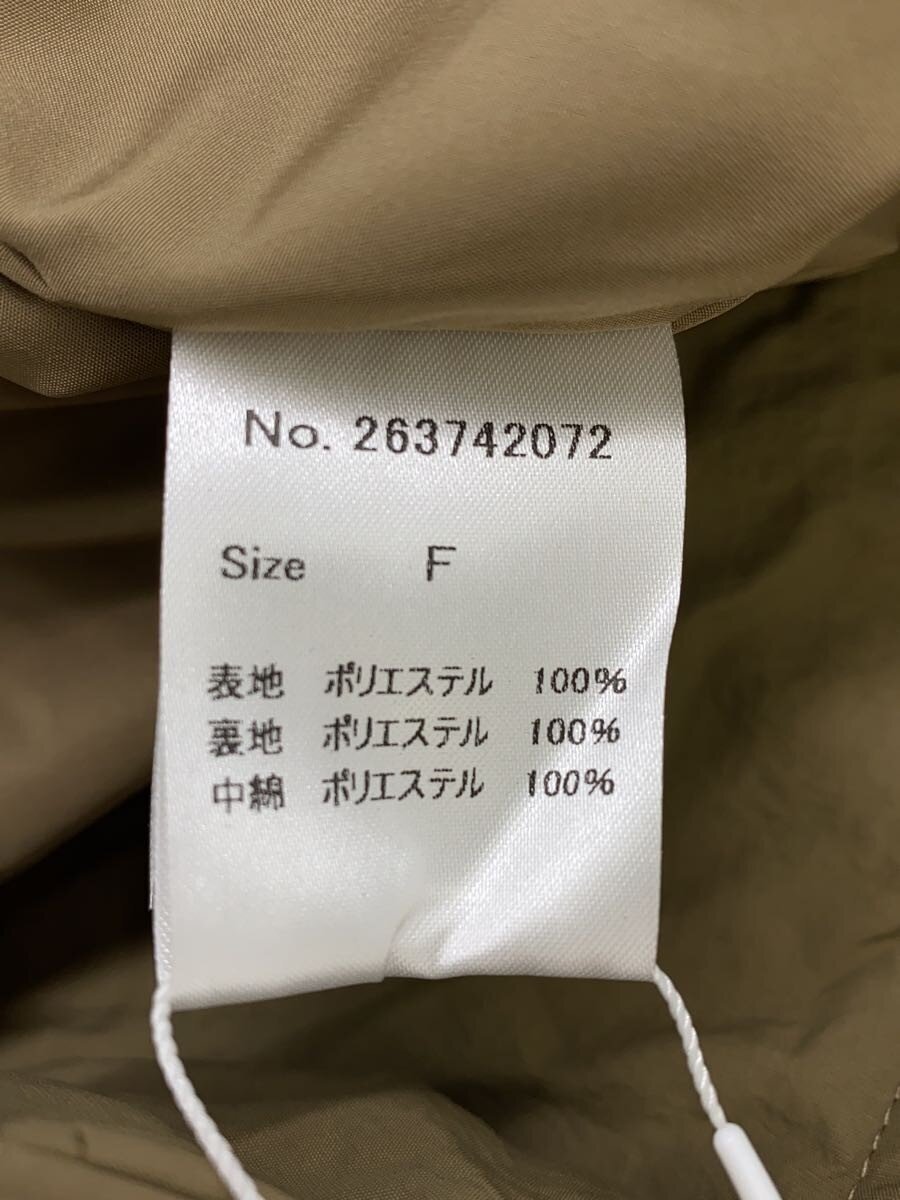 No. 263742072
Size F
表地 ポリエステル 100%
裏地 ポリエステル 100%
中綿 ポリエステル 100%